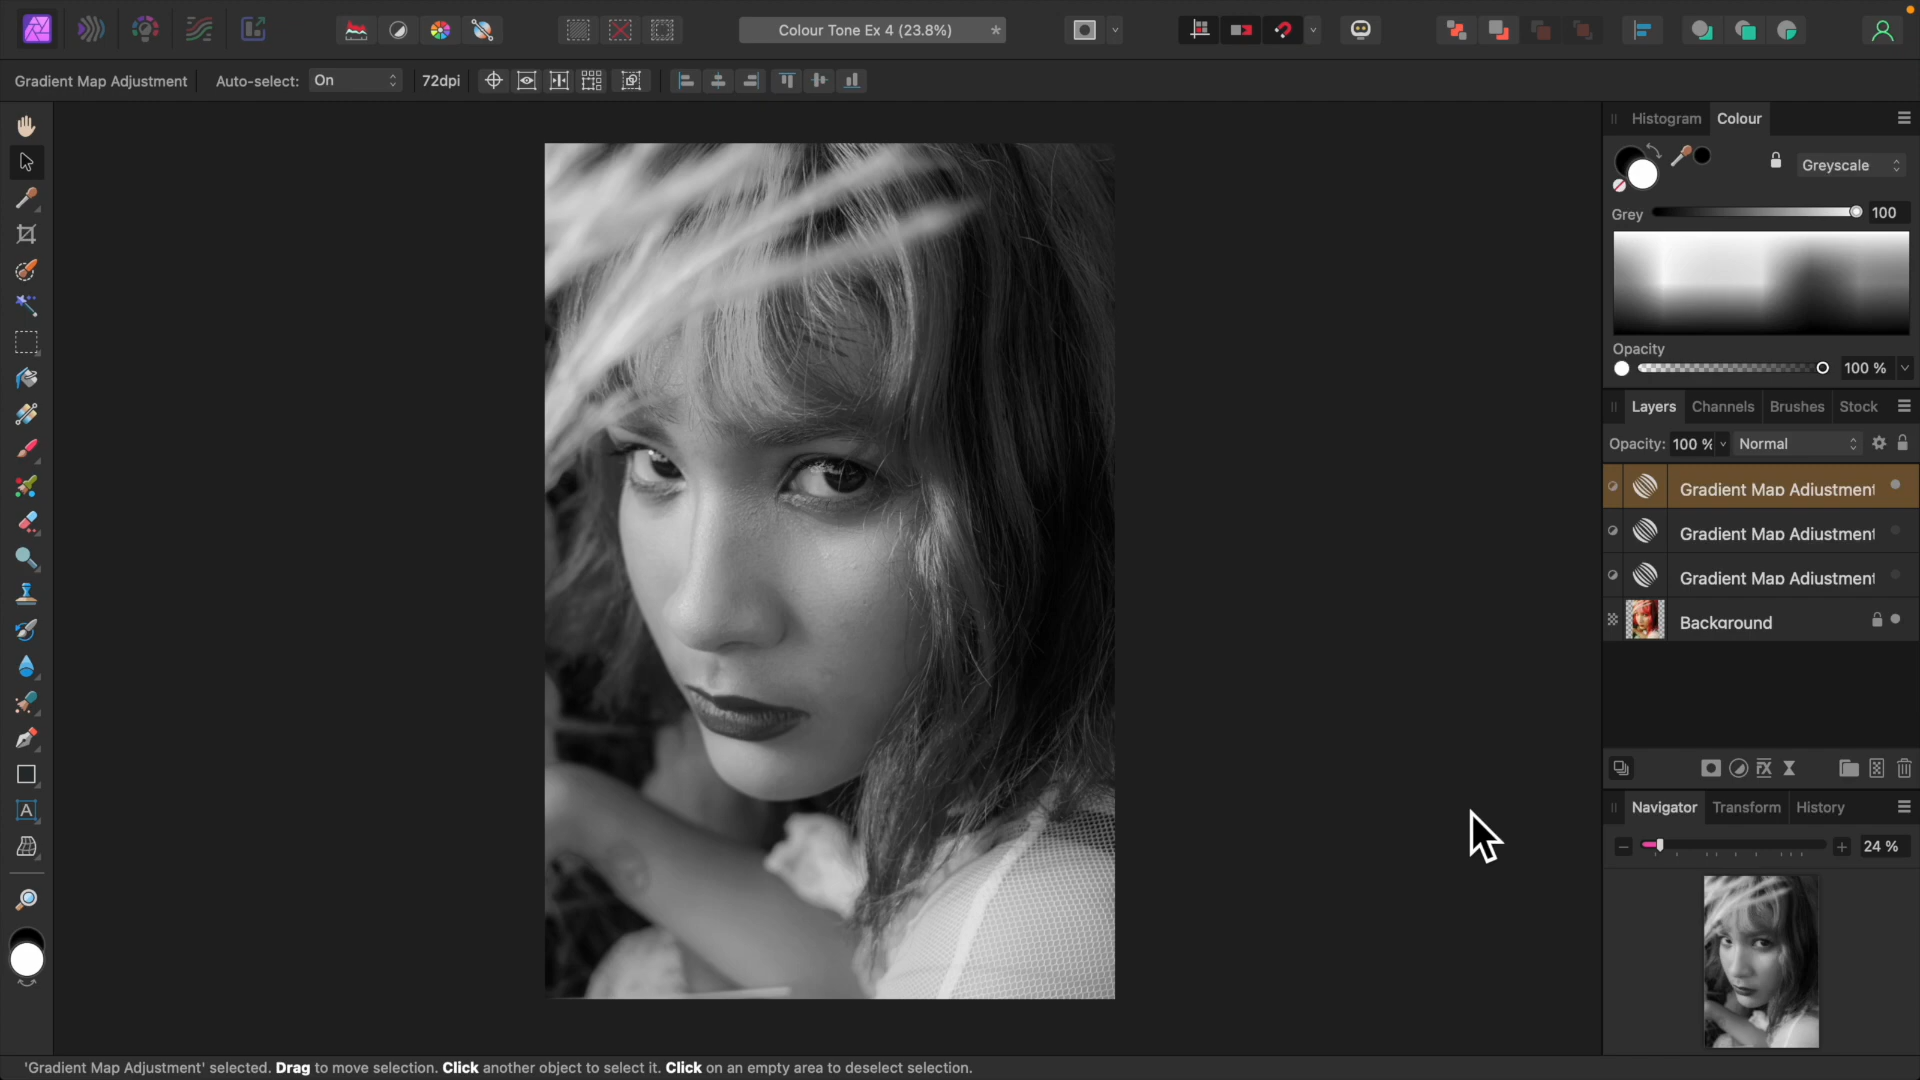 Colour Tone Ex 4 (23.8%) *
Gradient Map Adjustment
Auto-select: On
72dpi
Histogram
Colour
Greyscale
Grey
100
Opacity
100 %
Layers
Channels
Brushes
Stock
Opacity: 100 %
Normal
Gradient Map Adjustment
Gradient Map Adjustment
Gradient Map Adjustment
Background
Navigator
Transform
History
24 %
'Gradient Map Adjustment' selected. Drag to move selection. Click another object to select it. Click on an empty area to deselect selection.